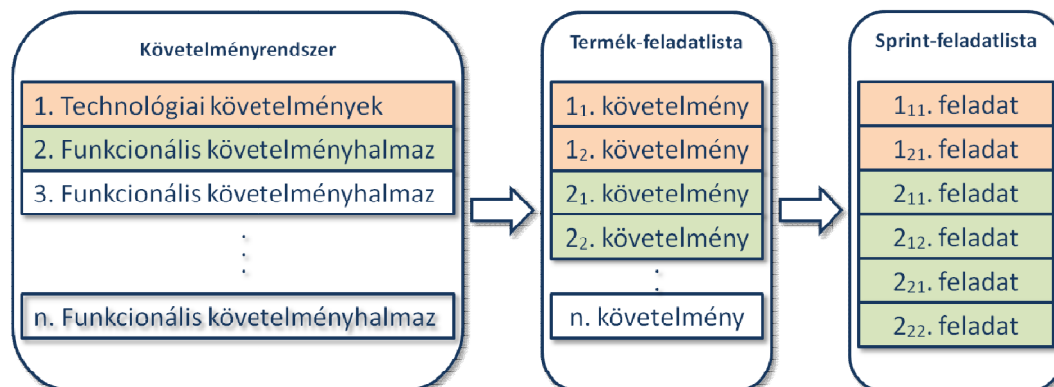 Követelményrendszer
1. Technológiai követelmények
2. Funkcionális követelményhalmaz
3. Funkcionális követelményhalmaz
.
.
.
n. Funkcionális követelményhalmaz
Termék-feladatlista
1₁. követelmény
1₂. követelmény
2₁. követelmény
2₂. követelmény
:
n. követelmény
Sprint-feladatlista
1₁₁. feladat
1₂₁. feladat
2₁₁. feladat
2₁₂. feladat
2₂₁. feladat
2₂₂. feladat